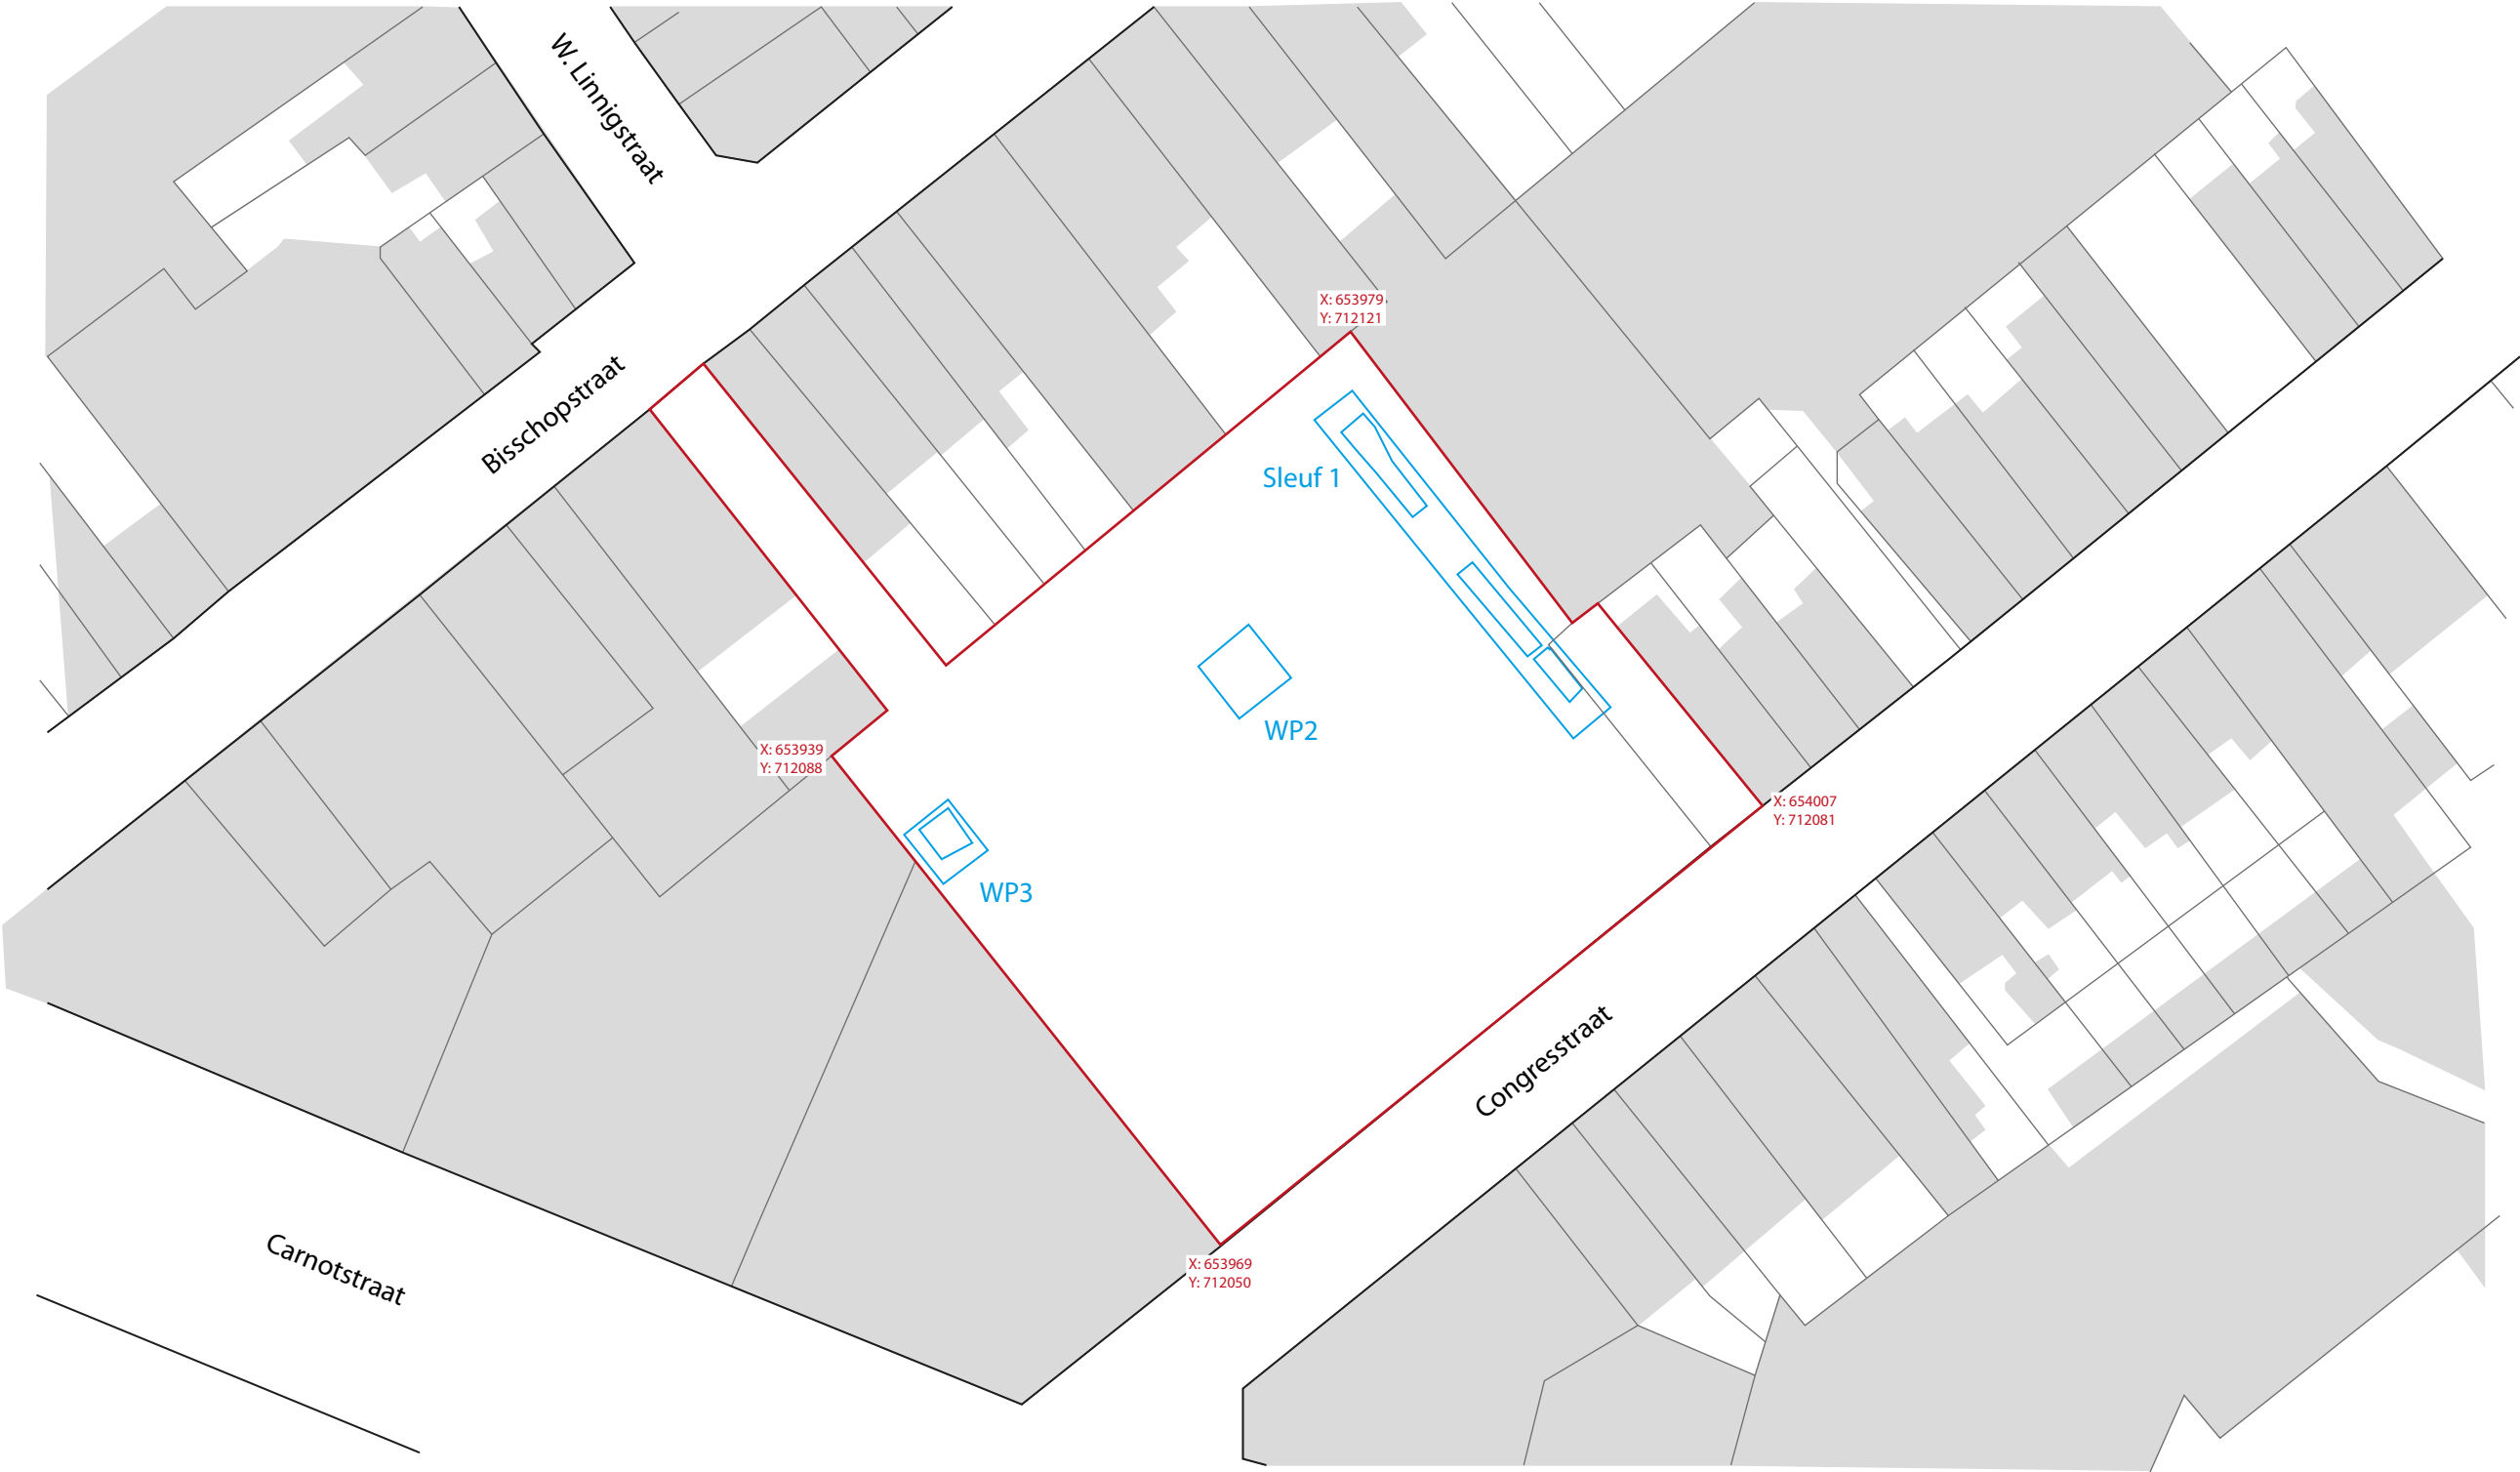 W. Linnigstraat
X: 653979
Y: 712121
Bisschopstraat
Sleuf 1
WP2
X: 653939
Y: 712088
X: 654007
Y: 712081
WP3
Congresstraat
Carnotstraat
X: 653969
Y: 712050